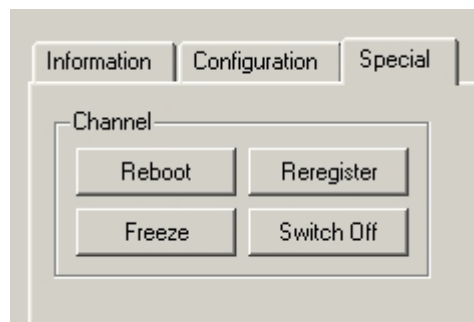 Information Configuration Special
Channel
Reboot Reregister
Freeze Switch Off